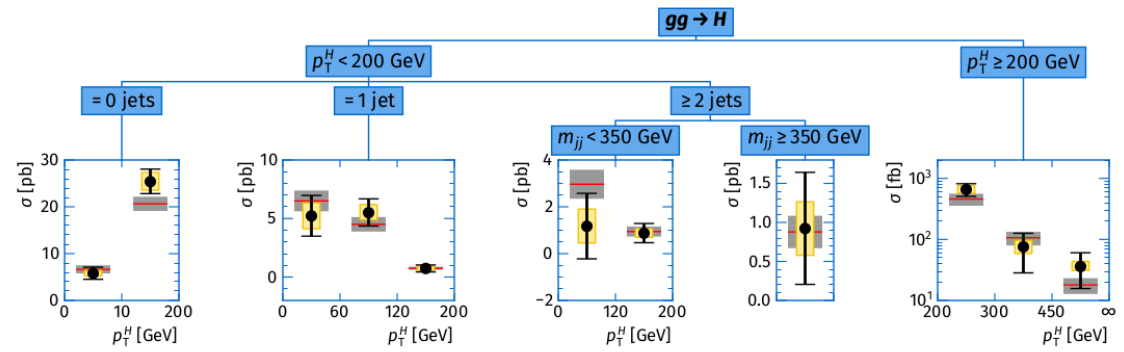 gg → H
p_T^H < 200 GeV
p_T^H ≥ 200 GeV
= 0 jets
= 1 jet
≥ 2 jets
m_jj < 350 GeV
m_jj ≥ 350 GeV
σ [pb]
30
20
10
0
0 10 200
p_T^H [GeV]
σ [pb]
10
5
0
0 60 120 200
p_T^H [GeV]
σ [pb]
4
2
0
−2
0 120 200
p_T^H [GeV]
σ [pb]
1.5
1.0
0.5
0.0
σ [fb]
10³
10²
10¹
200 300 450 ∞
p_T^H [GeV]